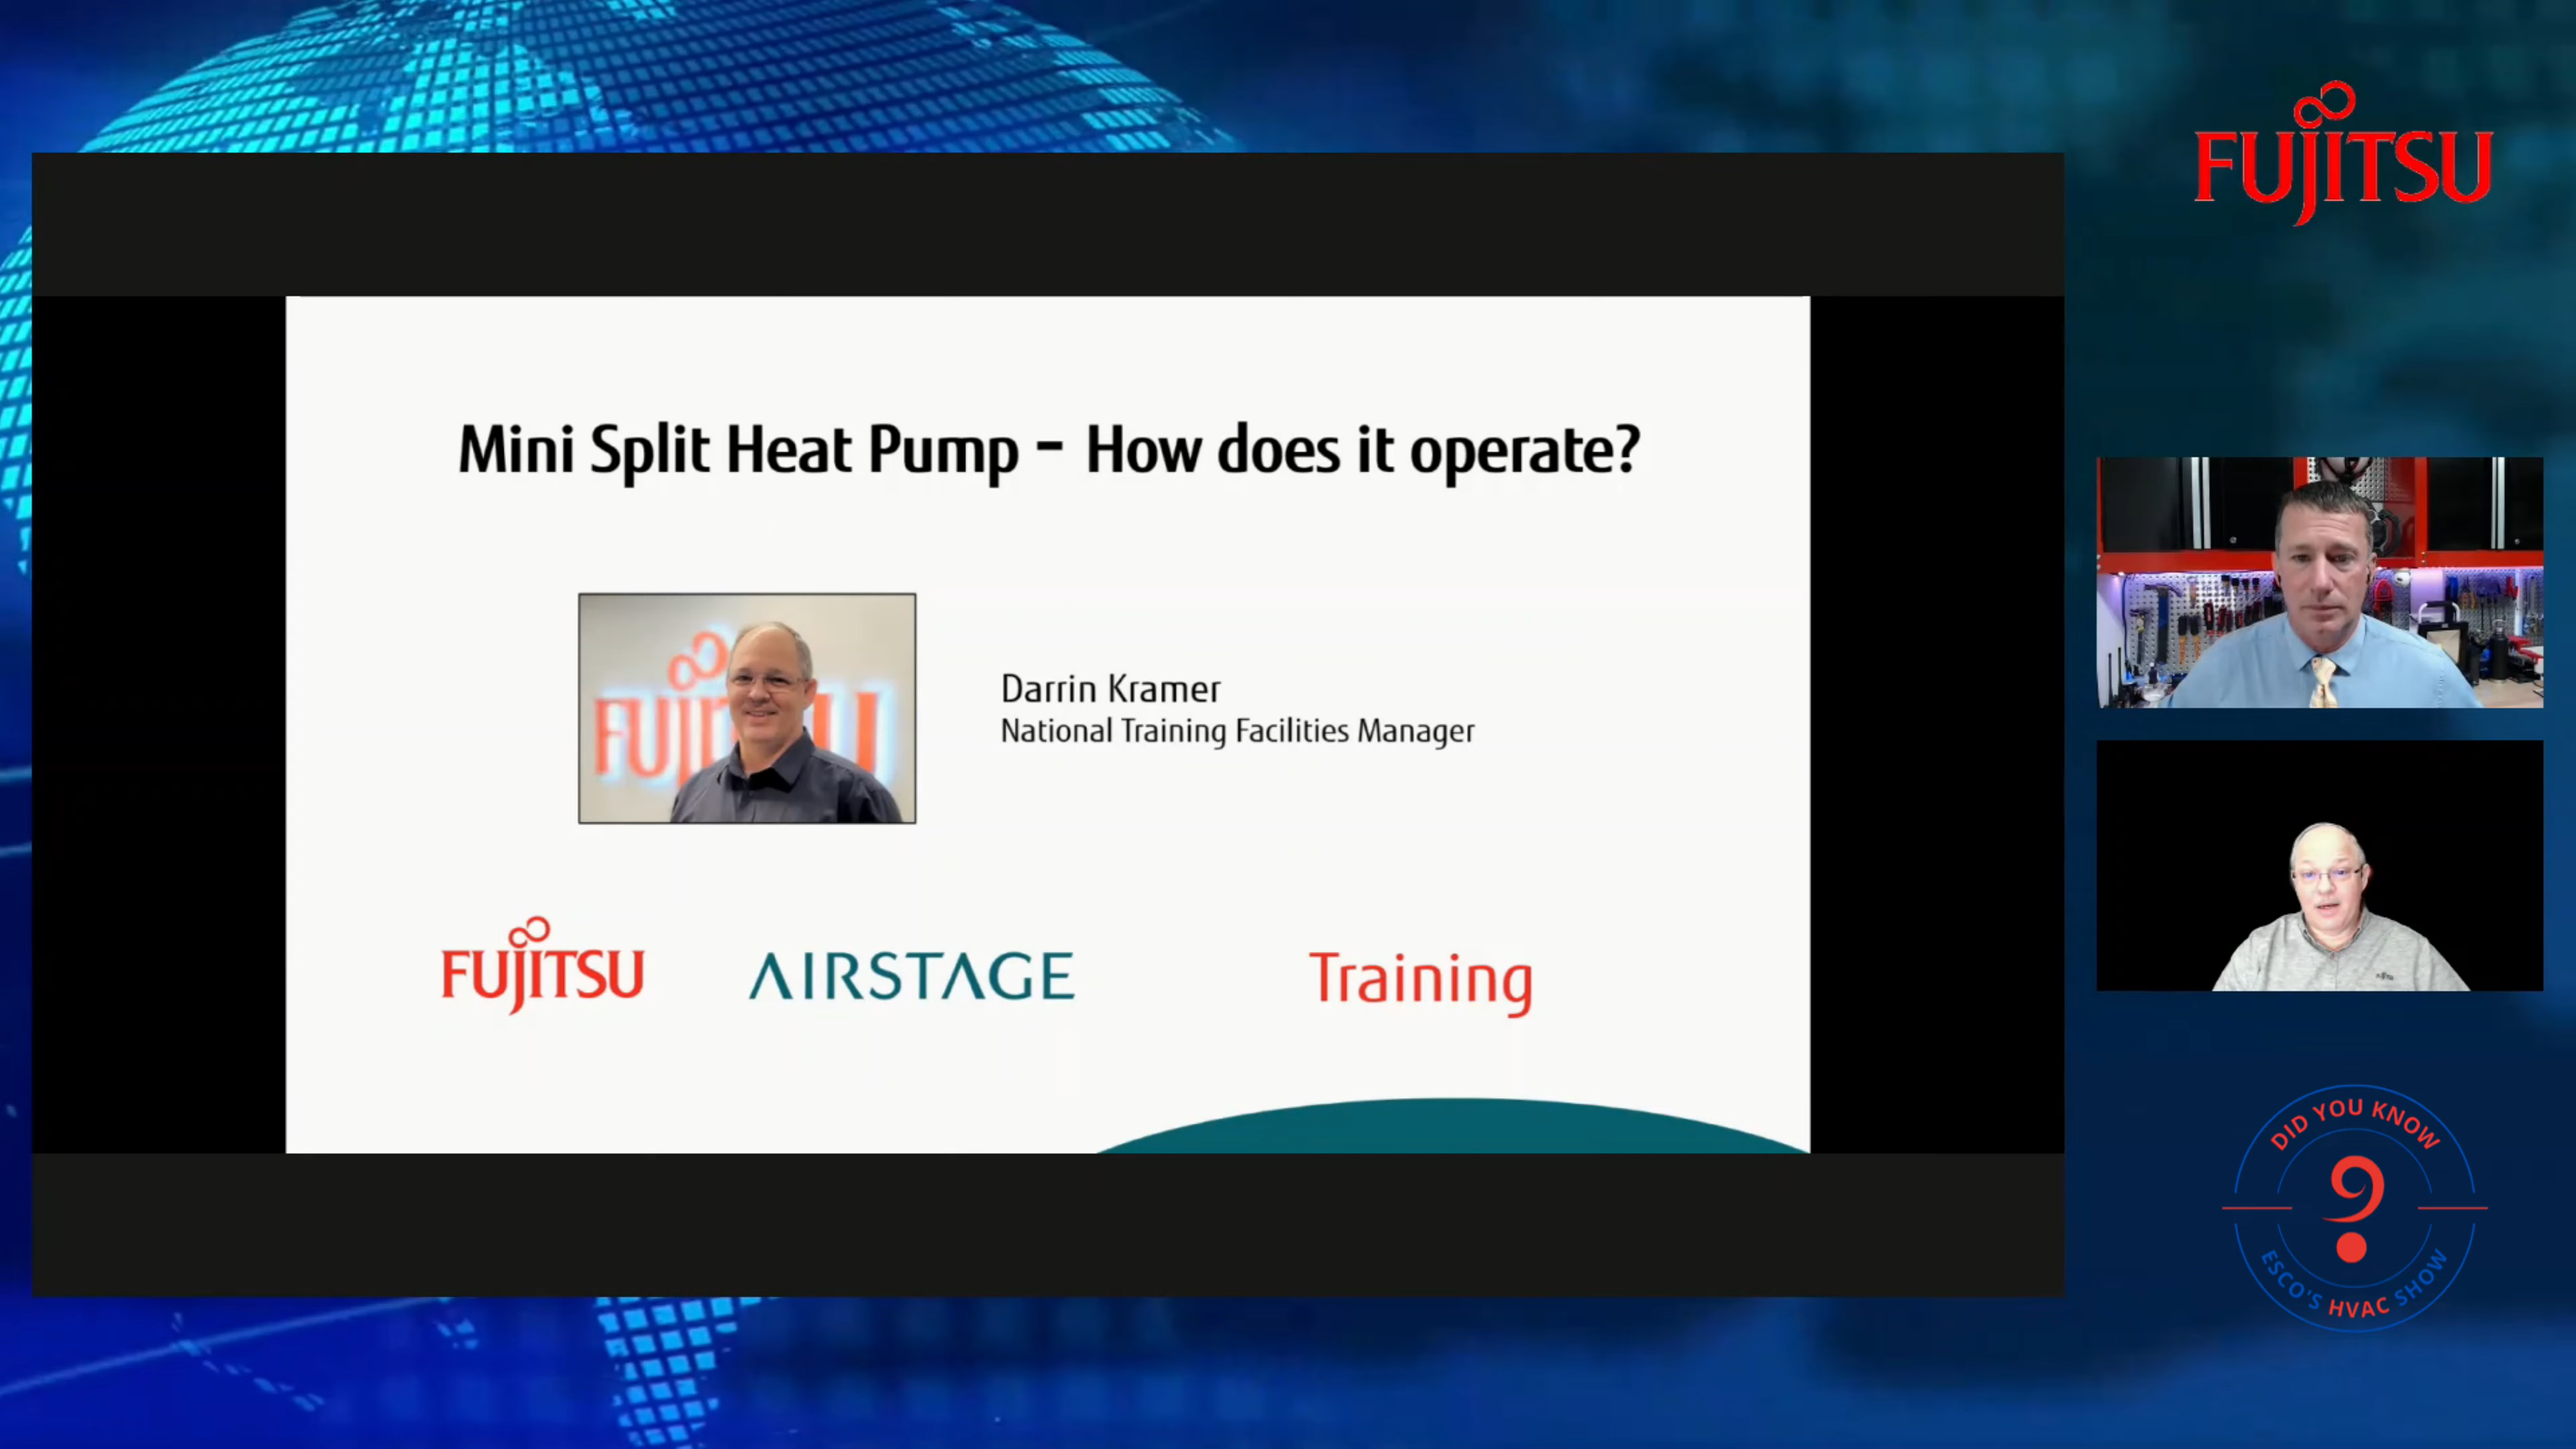 FUJITSU
Mini Split Heat Pump - How does it operate?
FUJITSU
Darrin Kramer
National Training Facilities Manager
FUJITSU
AIRSTAGE
Training
DID YOU KNOW
?
ESCO'S HVAC SHOW